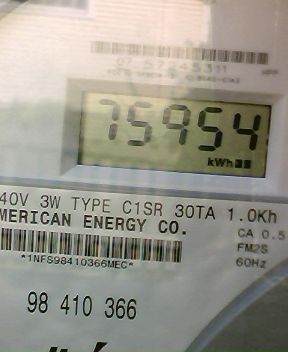 75954
kWh
40V 3W TYPE C1SR 30TA 1.0Kh
MERICAN ENERGY CO.
CA 0.5
FM2S
60Hz
*1NFS98410366MEC*
98 410 366